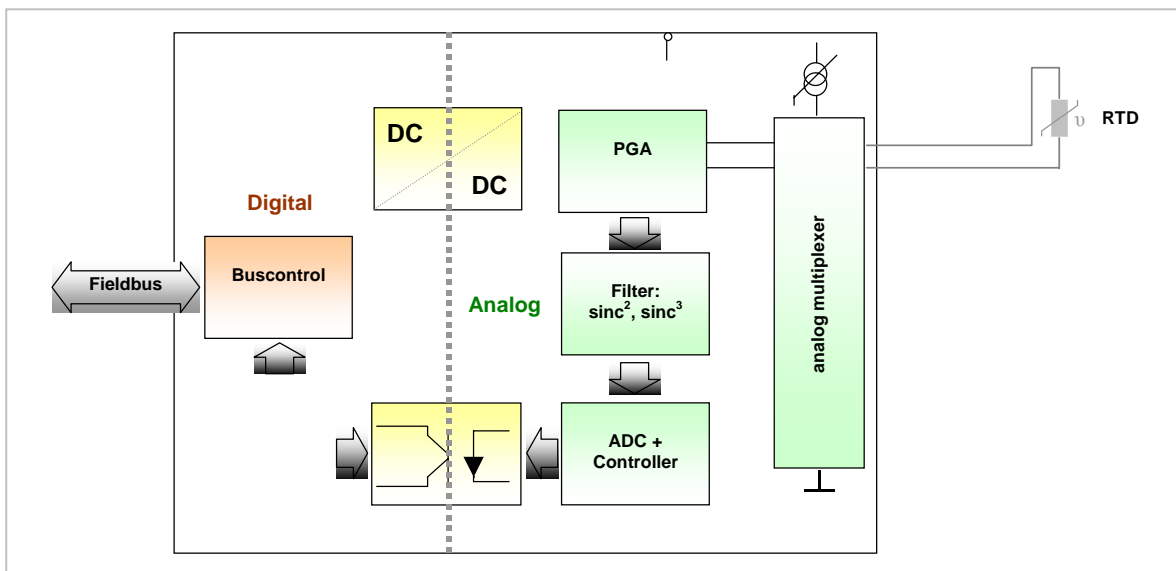 DC
DC
PGA
υ
RTD
Digital
Fieldbus
Buscontrol
Analog
Filter:
sinc², sinc³
analog multiplexer
ADC +
Controller